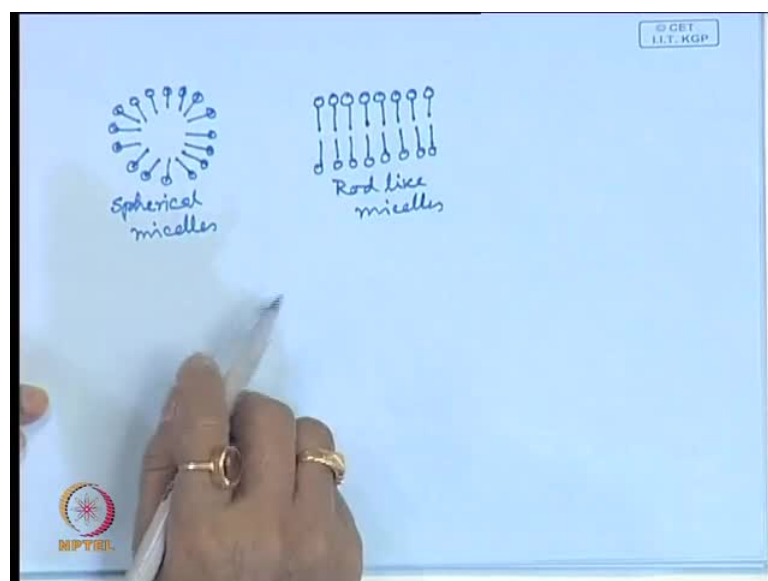 © CET
I.I.T. KGP
Spherical
micelles
Rod like
micelles
NPTEL